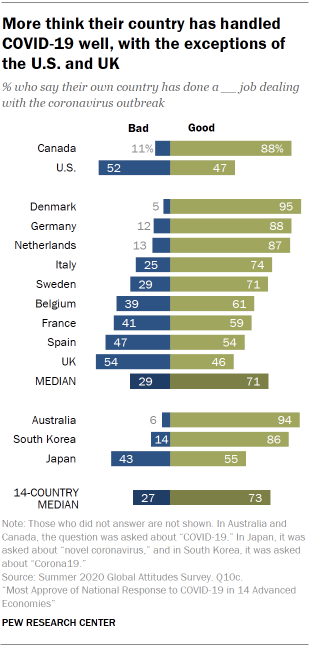 More think their country has handled
COVID-19 well, with the exceptions of
the U.S. and UK
% who say their own country has done a __ job dealing
with the coronavirus outbreak
Bad Good
Canada 11% 88%
U.S. 52 47
Denmark 5 95
Germany 12 88
Netherlands 13 87
Italy 25 74
Sweden 29 71
Belgium 39 61
France 41 59
Spain 47 54
UK 54 46
MEDIAN 29 71
Australia 6 94
South Korea 14 86
Japan 43 55
14-COUNTRY
MEDIAN 27 73
Note: Those who did not answer are not shown. In Australia and
Canada, the question was asked about “COVID-19.” In Japan, it was
asked about “novel coronavirus,” and in South Korea, it was asked
about “Corona19.”
Source: Summer 2020 Global Attitudes Survey. Q10c.
“Most Approve of National Response to COVID-19 in 14 Advanced
Economies”
PEW RESEARCH CENTER